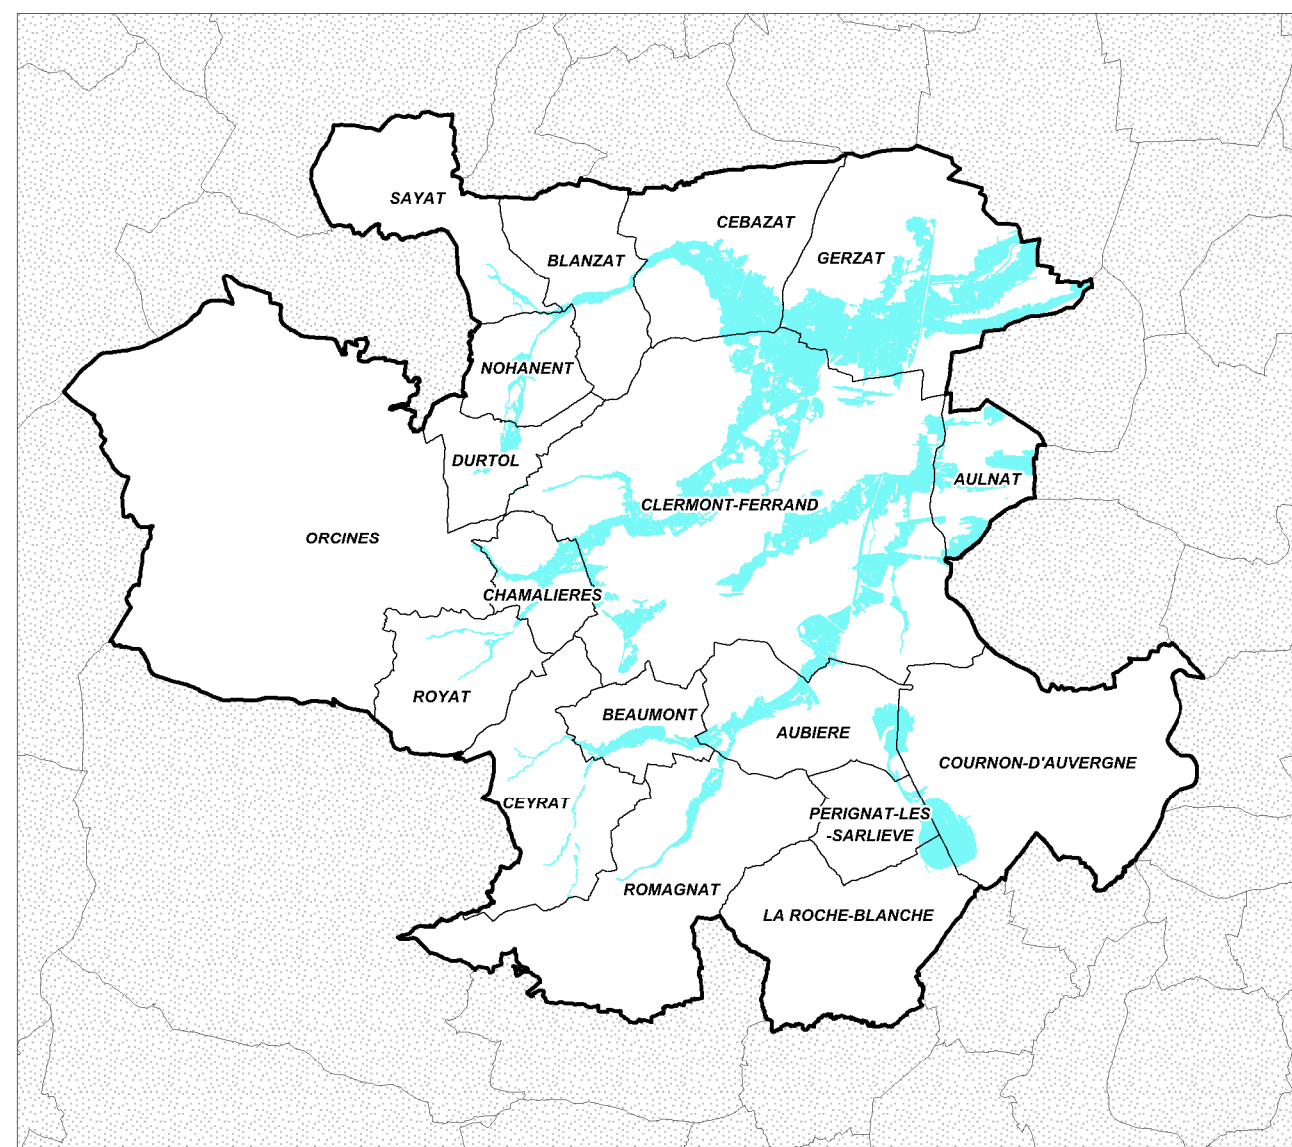 SAYAT
CEBAZAT
BLANZAT
GERZAT
NOHANENT
DURTOL
AULNAT
CLERMONT-FERRAND
ORCINES
CHAMALIERES
ROYAT
BEAUMONT
AUBIERE
COURNON-D'AUVERGNE
CEYRAT
PERIGNAT-LES
-SARLIEVE
ROMAGNAT
LA ROCHE-BLANCHE